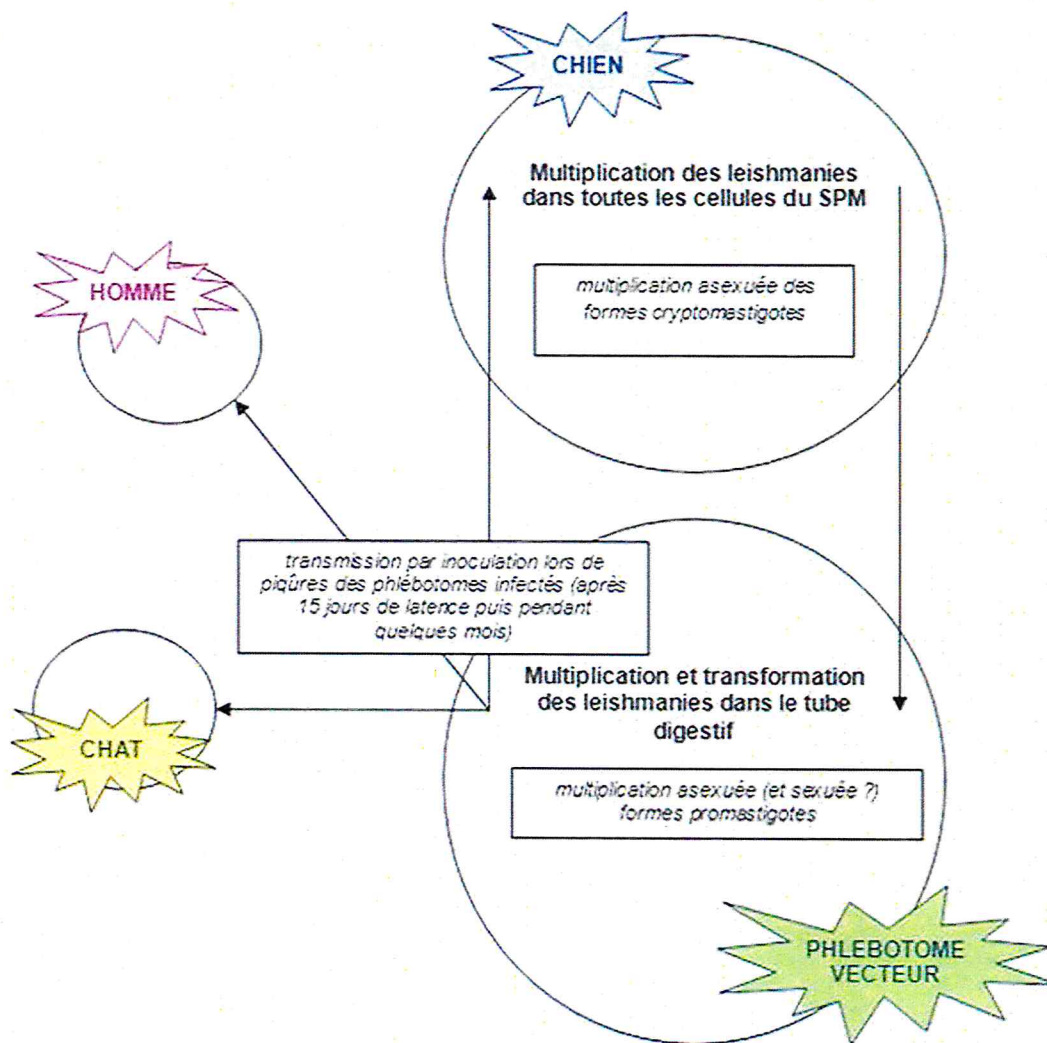 CHIEN
Multiplication des leishmanies
dans toutes les cellules du SPM
multiplication asexuée des
formes cryptomastigotes
HOMME
transmission par inoculation lors de
piqûres des phlébotomes infectés (après
15 jours de latence puis pendant
quelques mois)
Multiplication et transformation
des leishmanies dans le tube
digestif
CHAT
multiplication asexuée (et sexuée ?)
formes promastigotes
PHLEBOTOME
VECTEUR